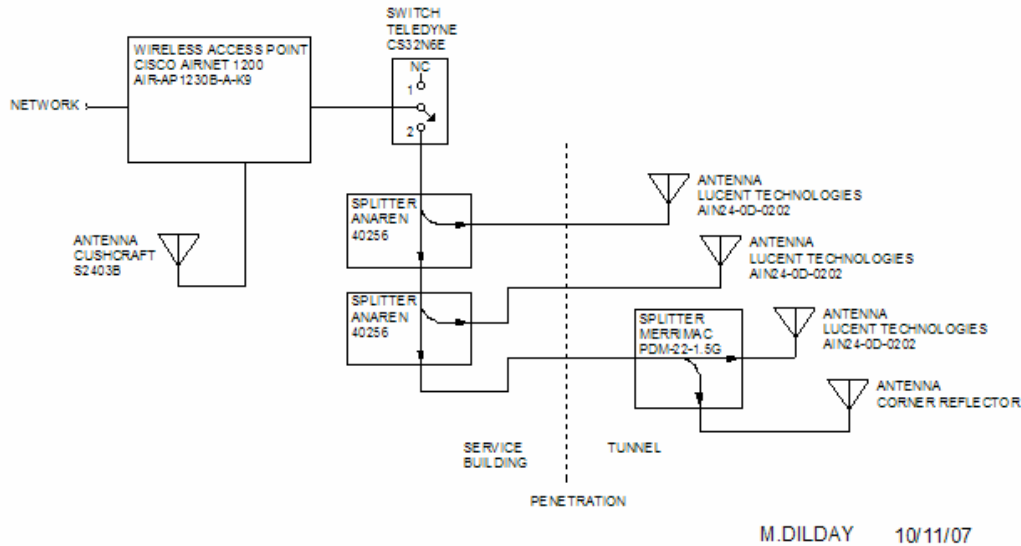 SWITCH
TELEDYNE
CS32N6E
WIRELESS ACCESS POINT
CISCO AIRNET 1200
AIR-AP1230B-A-K9
NC
1
2
NETWORK
SPLITTER
ANAREN
40256
ANTENNA
LUCENT TECHNOLOGIES
AIN24-0D-0202
ANTENNA
CUSHCRAFT
S2403B
ANTENNA
LUCENT TECHNOLOGIES
AIN24-0D-0202
SPLITTER
ANAREN
40256
SPLITTER
MERRIMAC
PDM-22-1.5G
ANTENNA
LUCENT TECHNOLOGIES
AIN24-0D-0202
ANTENNA
CORNER REFLECTOR
SERVICE
BUILDING
TUNNEL
PENETRATION
M.DILDAY 10/11/07